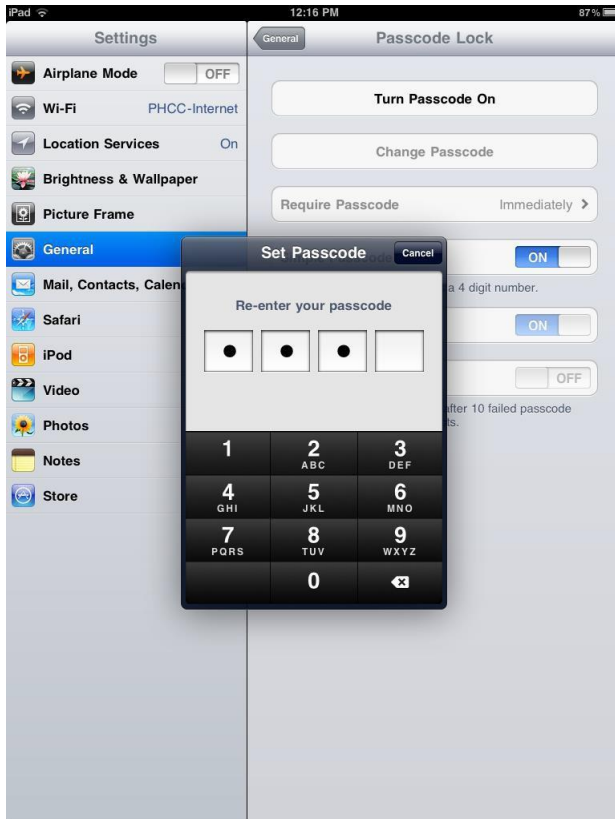 iPad 12:16 PM 87%
Settings
General Passcode Lock
Airplane Mode OFF
Wi-Fi PHCC-Internet
Location Services On
Brightness & Wallpaper
Picture Frame
General
Mail, Contacts, Calen
Safari
iPod
Video
Photos
Notes
Store
Turn Passcode On
Change Passcode
Require Passcode Immediately
ON
a 4 digit number.
ON
OFF
after 10 failed passcode
Set Passcode Cancel
Re-enter your passcode
1 2 3
ABC DEF
4 5 6
GHI JKL MNO
7 8 9
PQRS TUV WXYZ
0